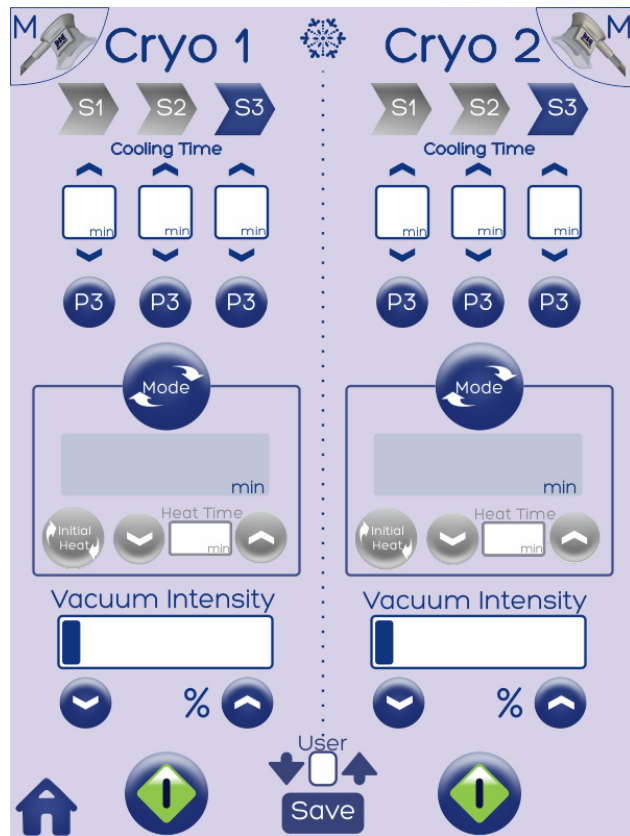 M Cryo 1 Cryo 2 M
S1 S2 S3 S1 S2 S3
Cooling Time Cooling Time
min min min min min min
P3 P3 P3 P3 P3 P3
Mode Mode
min min
Heat Time Heat Time
Initial Heat min Initial Heat min
Vacuum Intensity Vacuum Intensity
% %
User
Save